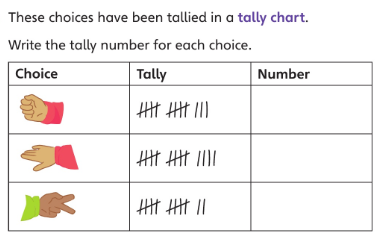 These choices have been tallied in a tally chart.
Write the tally number for each choice.
Choice Tally Number